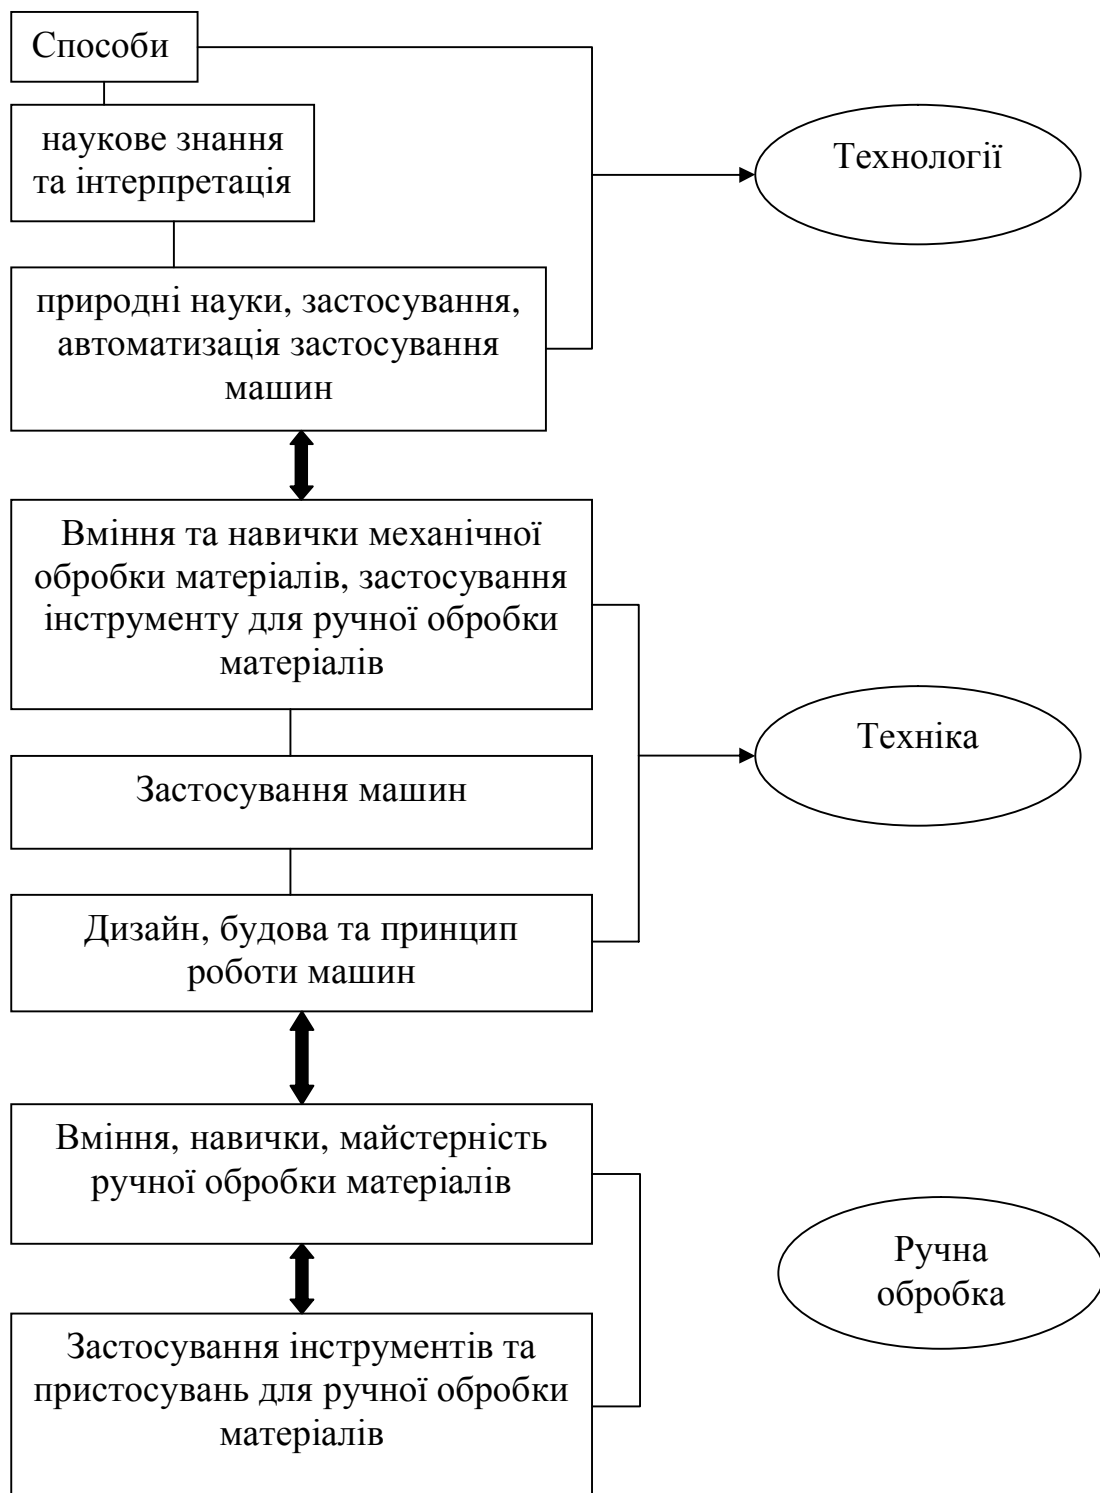 Способи
наукове знання
та інтерпретація
Технології
природні науки, застосування,
автоматизація застосування
машин
Вміння та навички механічної
обробки матеріалів, застосування
інструменту для ручної обробки
матеріалів
Техніка
Застосування машин
Дизайн, будова та принцип
роботи машин
Вміння, навички, майстерність
ручної обробки матеріалів
Ручна
обробка
Застосування інструментів та
пристосувань для ручної обробки
матеріалів